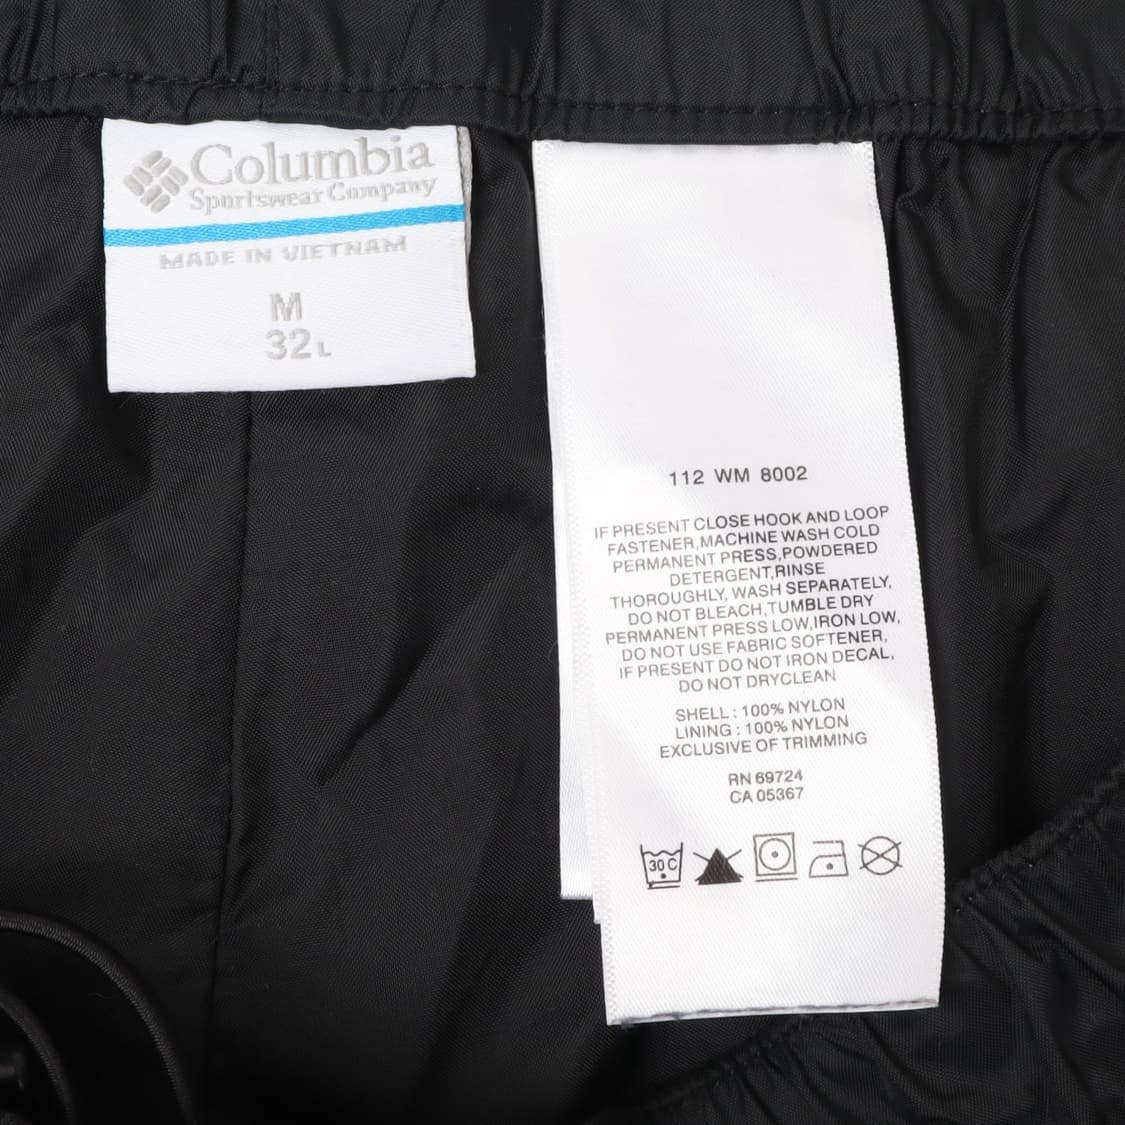 Columbia
Sportswear Company
MADE IN VIETNAM
M
32 L
112 WM 8002
IF PRESENT CLOSE HOOK AND LOOP
FASTENER,MACHINE WASH COLD
PERMANENT PRESS,POWDERED
DETERGENT,RINSE
THOROUGHLY, WASH SEPARATELY,
DO NOT BLEACH,TUMBLE DRY
PERMANENT PRESS LOW,IRON LOW,
DO NOT USE FABRIC SOFTENER,
IF PRESENT DO NOT IRON DECAL,
DO NOT DRYCLEAN
SHELL : 100% NYLON
LINING : 100% NYLON
EXCLUSIVE OF TRIMMING
RN 69724
CA 05367
30 C